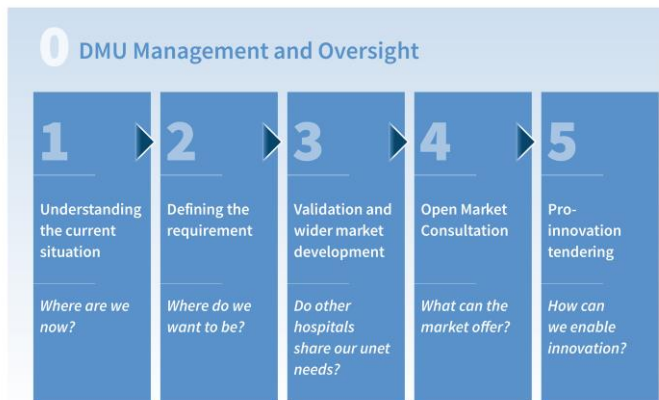 0 DMU Management and Oversight
1
Understanding
the current
situation
Where are we
now?
2
Defining the
requirement
Where do we
want to be?
3
Validation and
wider market
development
Do other
hospitals
share our unet
needs?
4
Open Market
Consultation
What can the
market offer?
5
Pro-
innovation
tendering
How can
we enable
innovation?